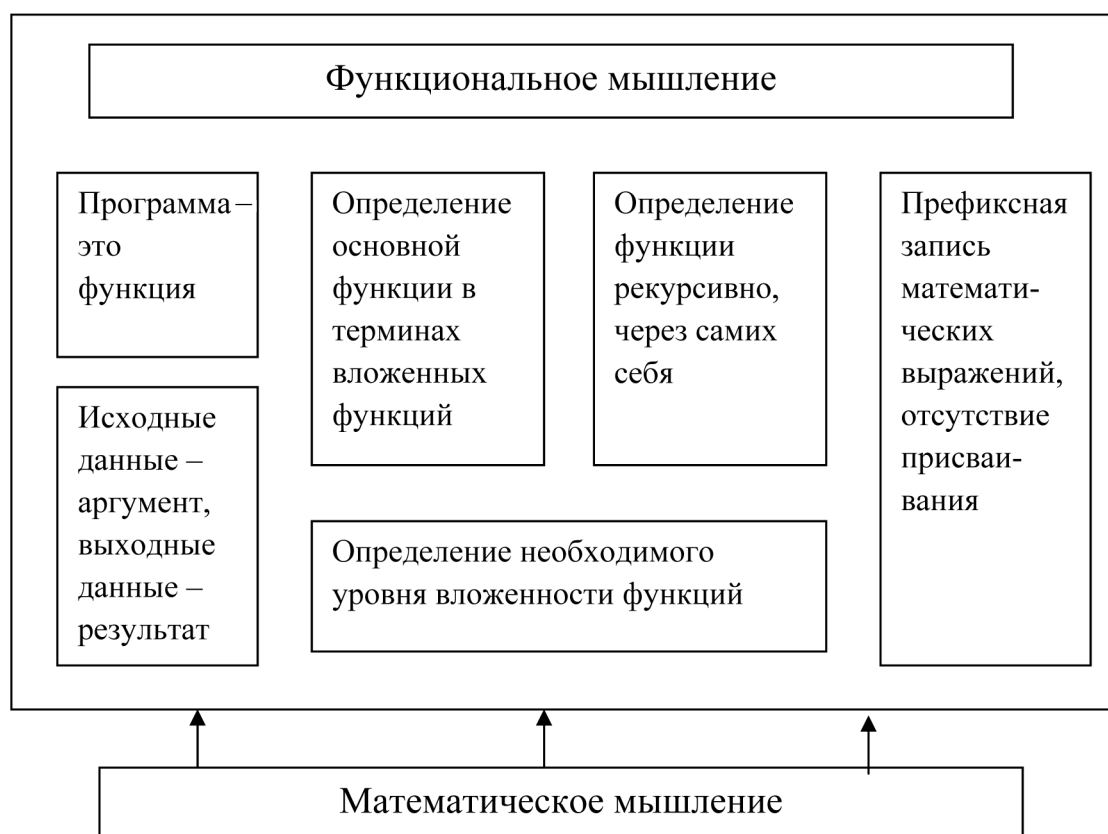 Функциональное мышление
Программа –
это
функция
Исходные
данные –
аргумент,
выходные
данные –
результат
Определение
основной
функции в
терминах
вложенных
функций
Определение
функции
рекурсивно,
через самих
себя
Определение необходимого
уровня вложенности функций
Префиксная
запись
математи-
ческих
выражений,
отсутствие
присваи-
вания
Математическое мышление